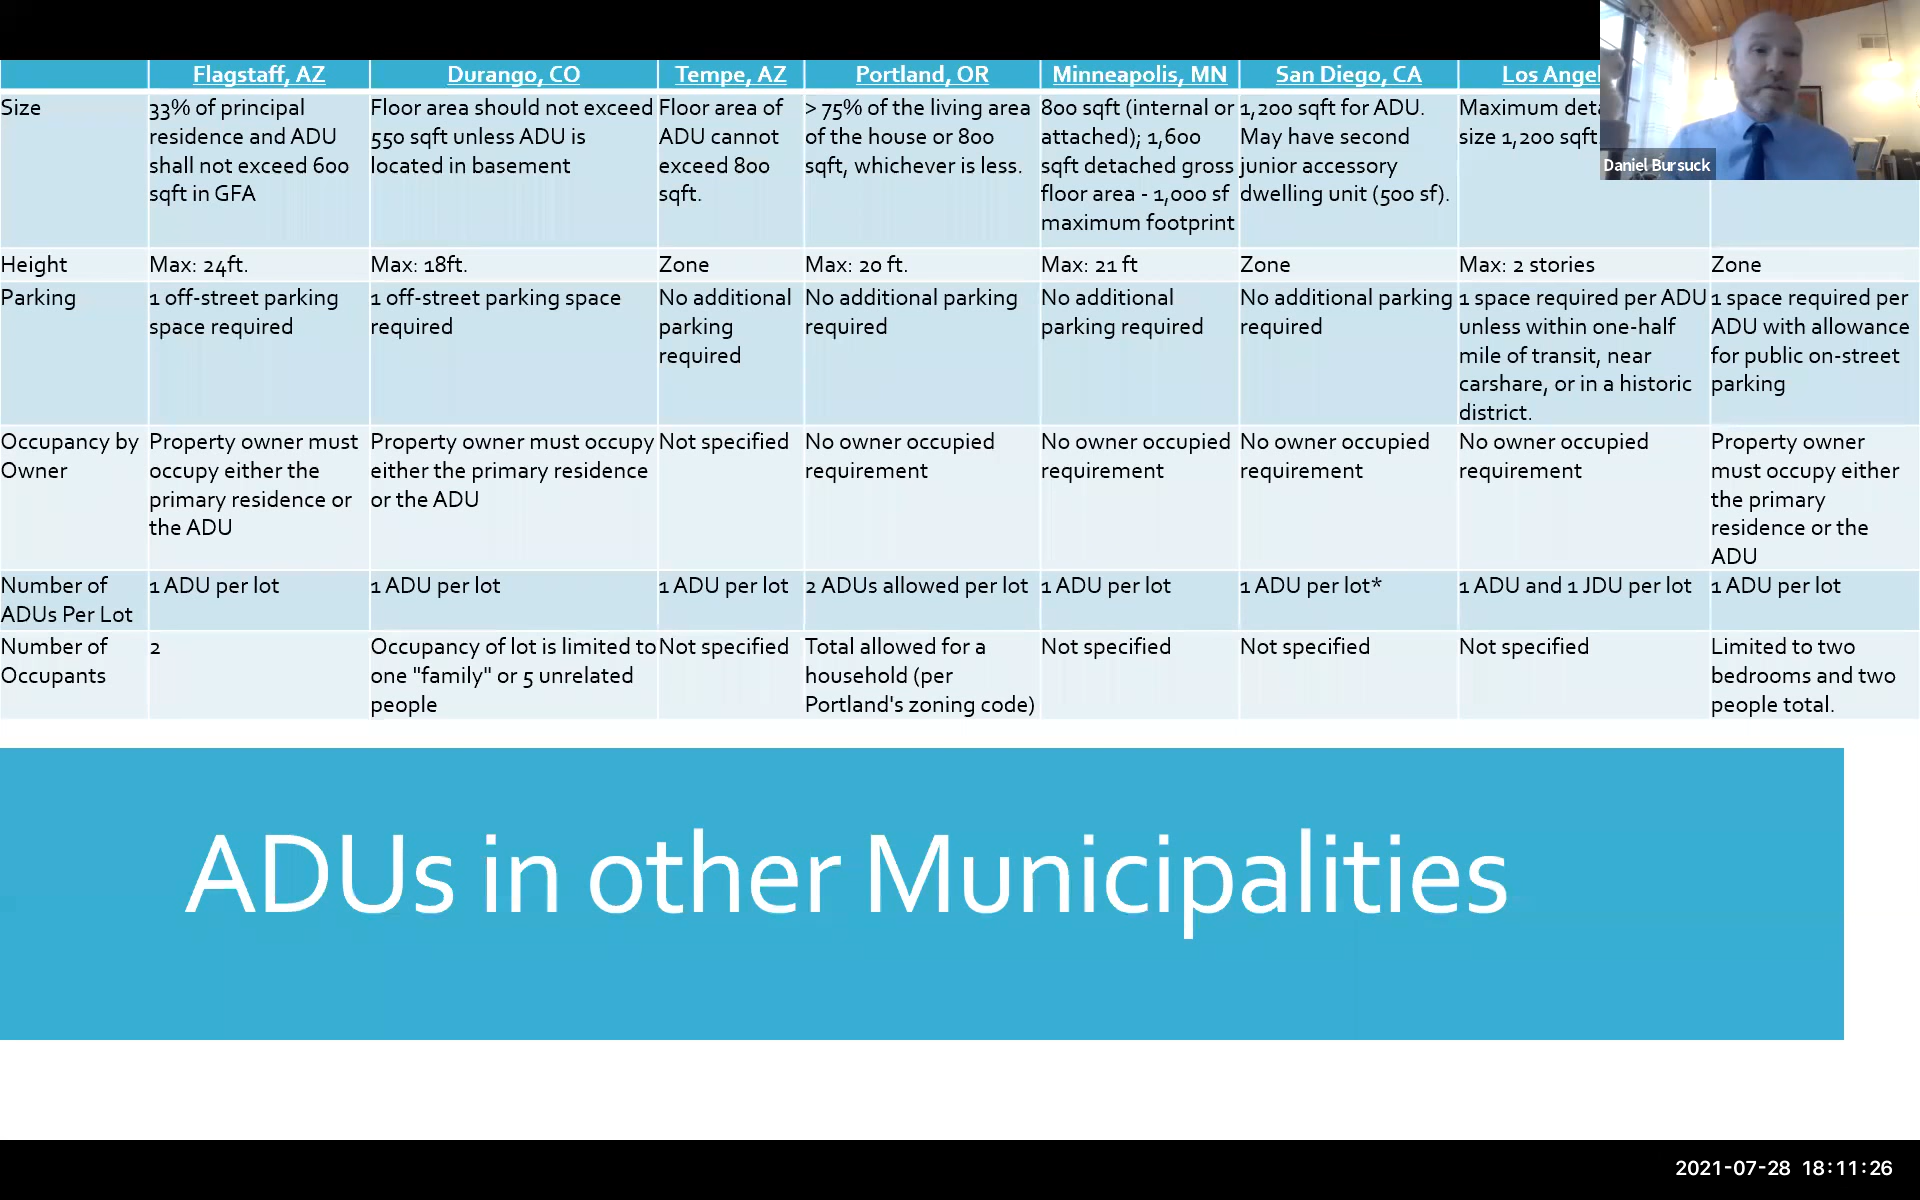 Flagstaff, AZ
Durango, CO
Tempe, AZ
Portland, OR
Minneapolis, MN
San Diego, CA
Los
Size
33% of principal
residence and ADU
shall not exceed 600
sqft in GFA
Floor area should not exceed
550 sqft unless ADU is
located in basement
Floor area of
ADU cannot
exceed 800
sqft.
> 75% of the living area
of the house or 800
sqft, whichever is less.
800 sqft (internal or
attached); 1,600
sqft detached gross
floor area - 1,000 sf
maximum footprint
1,200 sqft for ADU.
May have second
junior accessory
dwelling unit (500 sf).
Maximum
size 1,200 sqft
Height
Max: 24ft.
Max: 18ft.
Zone
Max: 20 ft.
Max: 21 ft
Zone
Max: 2 stories
Zone
Parking
1 off-street parking
space required
1 off-street parking space
required
No additional
parking
required
No additional parking
required
No additional
parking required
No additional parking
required
1 space required per ADU
unless within one-half
mile of transit, near
carshare, or in a historic
district.
1 space required per
ADU with allowance
for public on-street
parking
Occupancy by
Owner
Property owner must
occupy either the
primary residence or
the ADU
Property owner must occupy
either the primary residence
or the ADU
Not specified
No owner occupied
requirement
No owner occupied
requirement
No owner occupied
requirement
No owner occupied
requirement
Property owner
must occupy either
the primary
residence or the
ADU
Number of
ADUs Per Lot
1 ADU per lot
1 ADU per lot
1 ADU per lot
2 ADUs allowed per lot
1 ADU per lot
1 ADU per lot*
1 ADU and 1 JDU per lot
1 ADU per lot
Number of
Occupants
2
Occupancy of lot is limited to
one "family" or 5 unrelated
people
Not specified
Total allowed for a
household (per
Portland's zoning code)
Not specified
Not specified
Not specified
Limited to two
bedrooms and two
people total.
Daniel Bursuck
ADUs in other Municipalities
2021-07-28 18:11:26